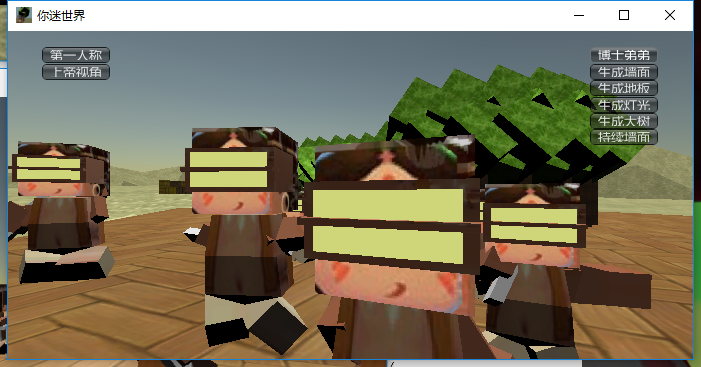 你迷世界
第一人称
上帝视角
博士弟弟
生成墙面
生成地板
生成灯光
生成大树
持续墙面